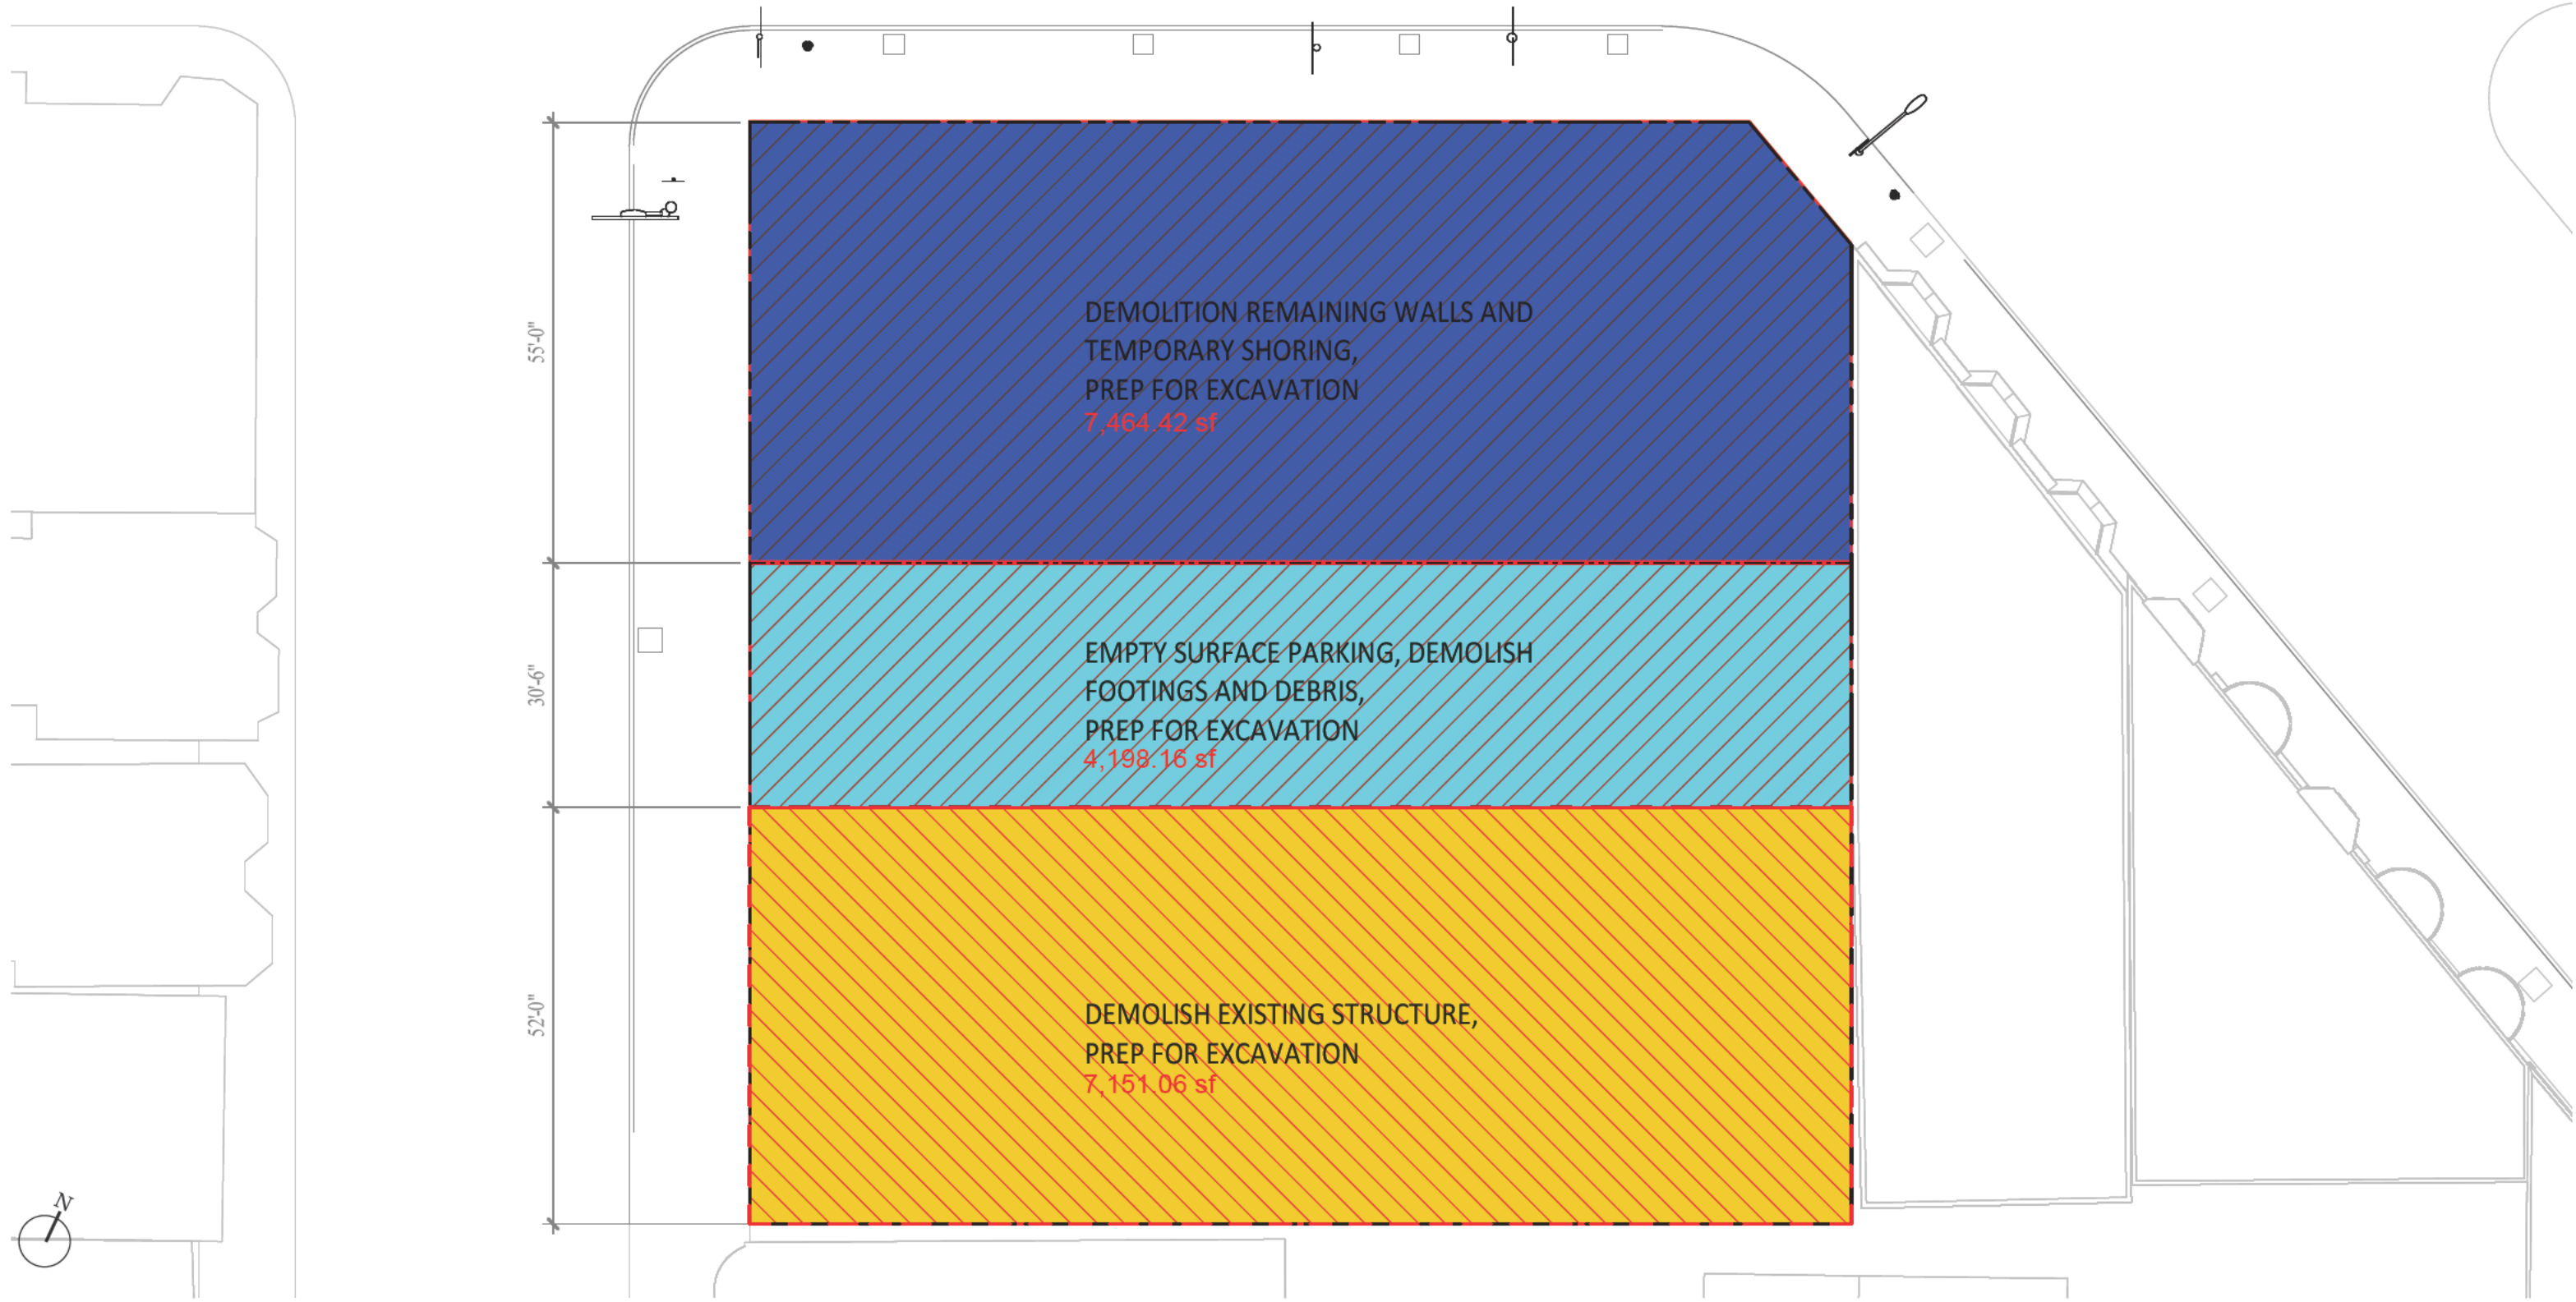 55'-0"
DEMOLITION REMAINING WALLS AND
TEMPORARY SHORING,
PREP FOR EXCAVATION
7,464.42 sf
30'-6"
EMPTY SURFACE PARKING, DEMOLISH
FOOTINGS AND DEBRIS,
PREP FOR EXCAVATION
4,198.16 sf
52'-0"
DEMOLISH EXISTING STRUCTURE,
PREP FOR EXCAVATION
7,151.06 sf
N